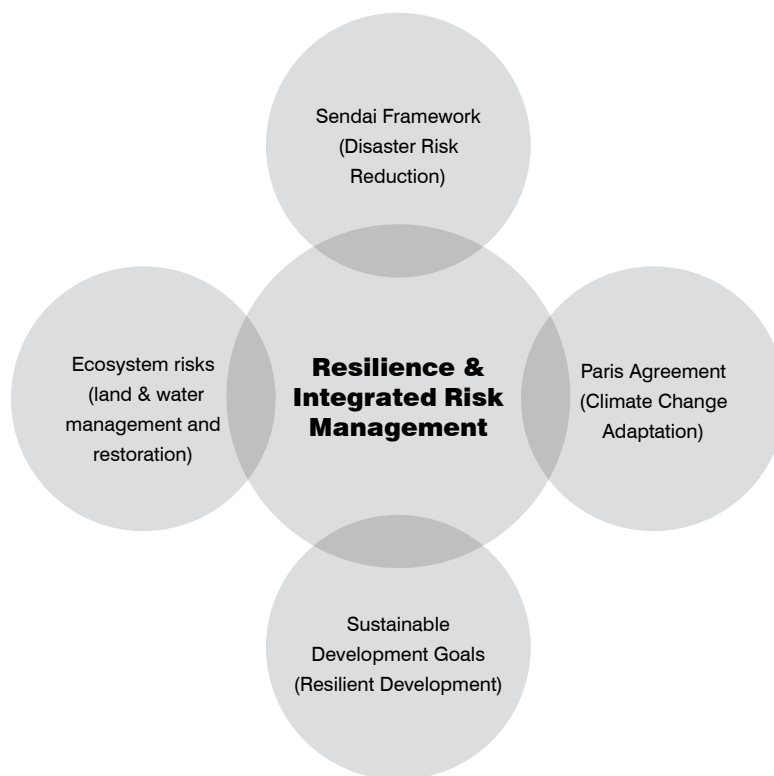 Sendai Framework
(Disaster Risk
Reduction)
Ecosystem risks
(land & water
management and
restoration)
Resilience &
Integrated Risk
Management
Paris Agreement
(Climate Change
Adaptation)
Sustainable
Development Goals
(Resilient Development)